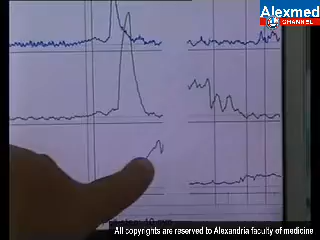 Alexmed
CHANNEL
All copyrights are reserved to Alexandria faculty of medicine